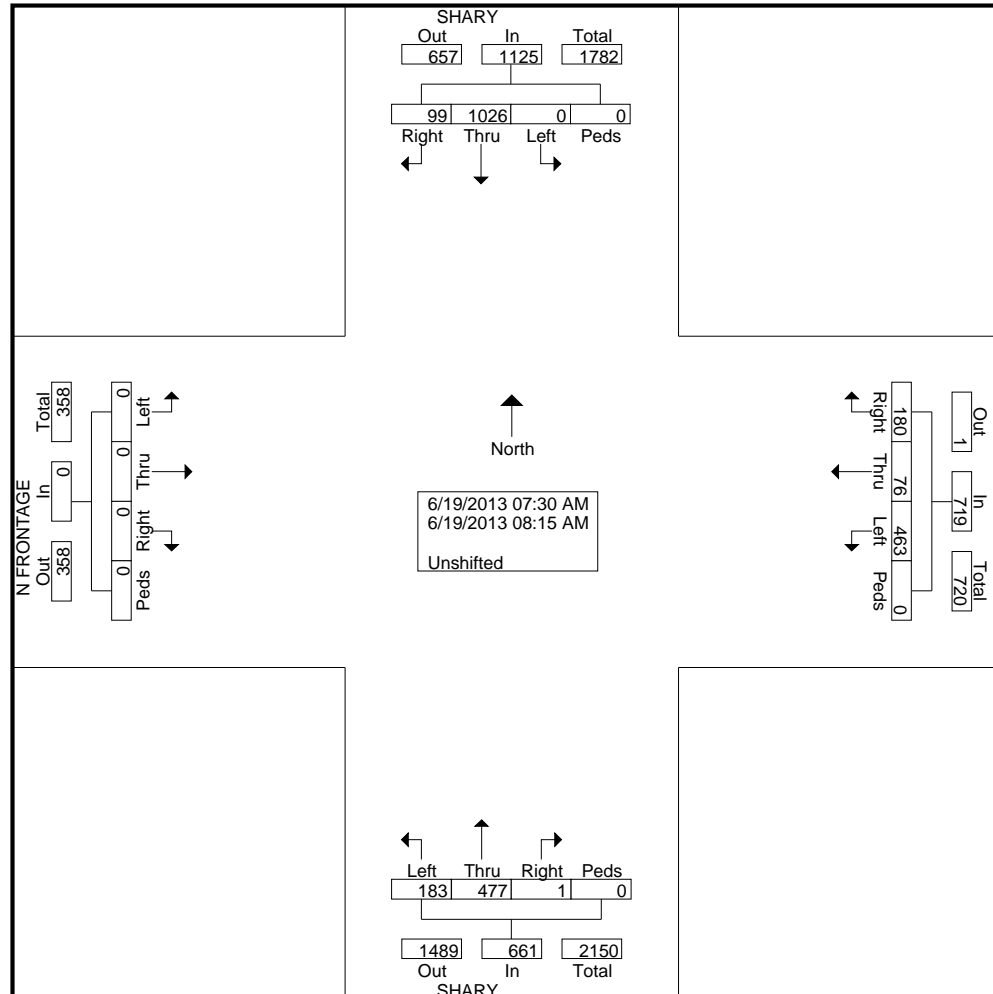 SHARY
Out In Total
657 1125 1782
99 1026 0 0
Right Thru Left Peds
N FRONTAGE
Total In Out
358 0 358
0 0 0 0
Left Thru Right Peds
North
6/19/2013 07:30 AM
6/19/2013 08:15 AM
Unshifted
Right Thru Left Peds
180 76 463 0
Out In Total
1 719 720
Left Thru Right Peds
183 477 1 0
1489 661 2150
Out In Total
SHARY